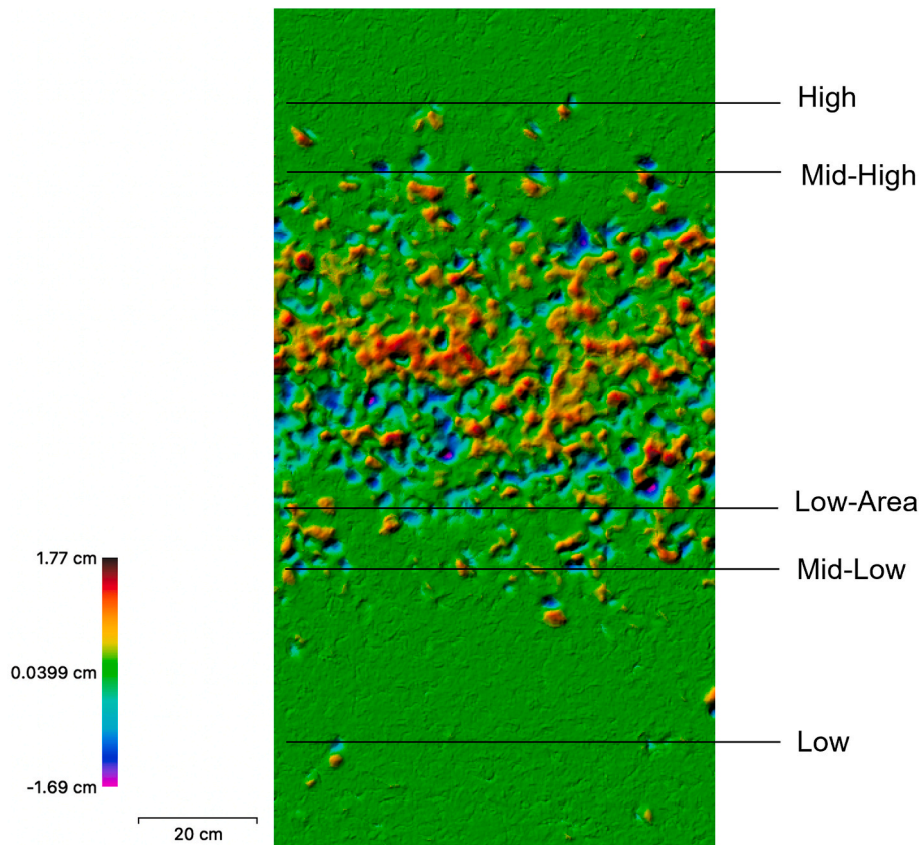 High
Mid-High
Low-Area
1.77 cm
Mid-Low
0.0399 cm
Low
-1.69 cm
20 cm